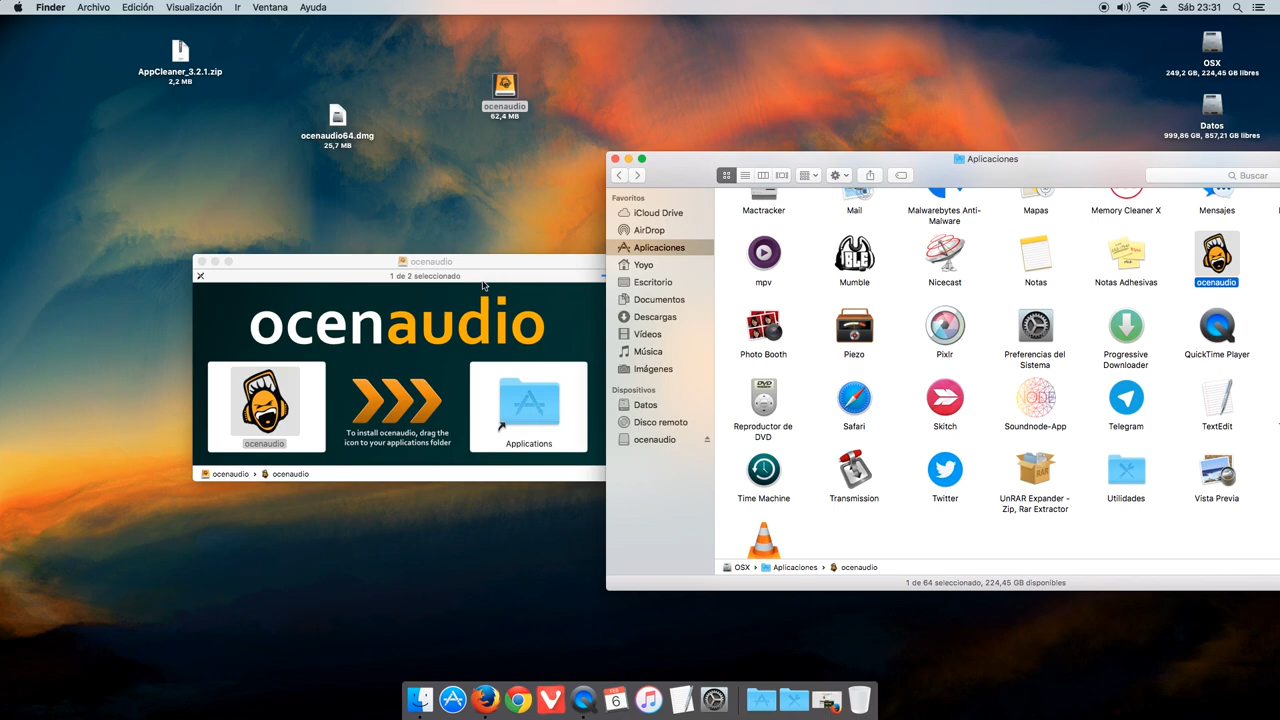 Finder Archivo Edición Visualización Ir Ventana Ayuda
Sáb 23:31
AppCleaner_3.2.1.zip
2,2 MB
ocenaudio64.dmg
25,7 MB
ocenaudio
62,4 MB
OSX
249,2 GB, 224,45 GB libres
Datos
999,86 GB, 857,21 GB libres
ocenaudio
1 de 2 seleccionado
ocenaudio
To install ocenaudio, drag the
icon to your applications folder
ocenaudio
Applications
ocenaudio › ocenaudio
Aplicaciones
Buscar
Favoritos
iCloud Drive
AirDrop
Aplicaciones
Yoyo
Escritorio
Documentos
Descargas
Vídeos
Música
Imágenes
Dispositivos
Datos
Disco remoto
ocenaudio
Mactracker
Mail
Malwarebytes Anti-
Malware
Mapas
Memory Cleaner X
Mensajes
mpv
IBLE
Mumble
Nicecast
Notas
Notas Adhesivas
ocenaudio
Photo Booth
Piezo
Pixlr
Preferencias del
Sistema
Progressive
Downloader
QuickTime Player
DVD
Reproductor de
DVD
Safari
Skitch
NODE
Soundnode-App
Telegram
TextEdit
Time Machine
Transmission
Twitter
RAR
UnRAR Expander -
Zip, Rar Extractor
Utilidades
Vista Previa
OSX › Aplicaciones › ocenaudio
1 de 64 seleccionado, 224,45 GB disponibles
6